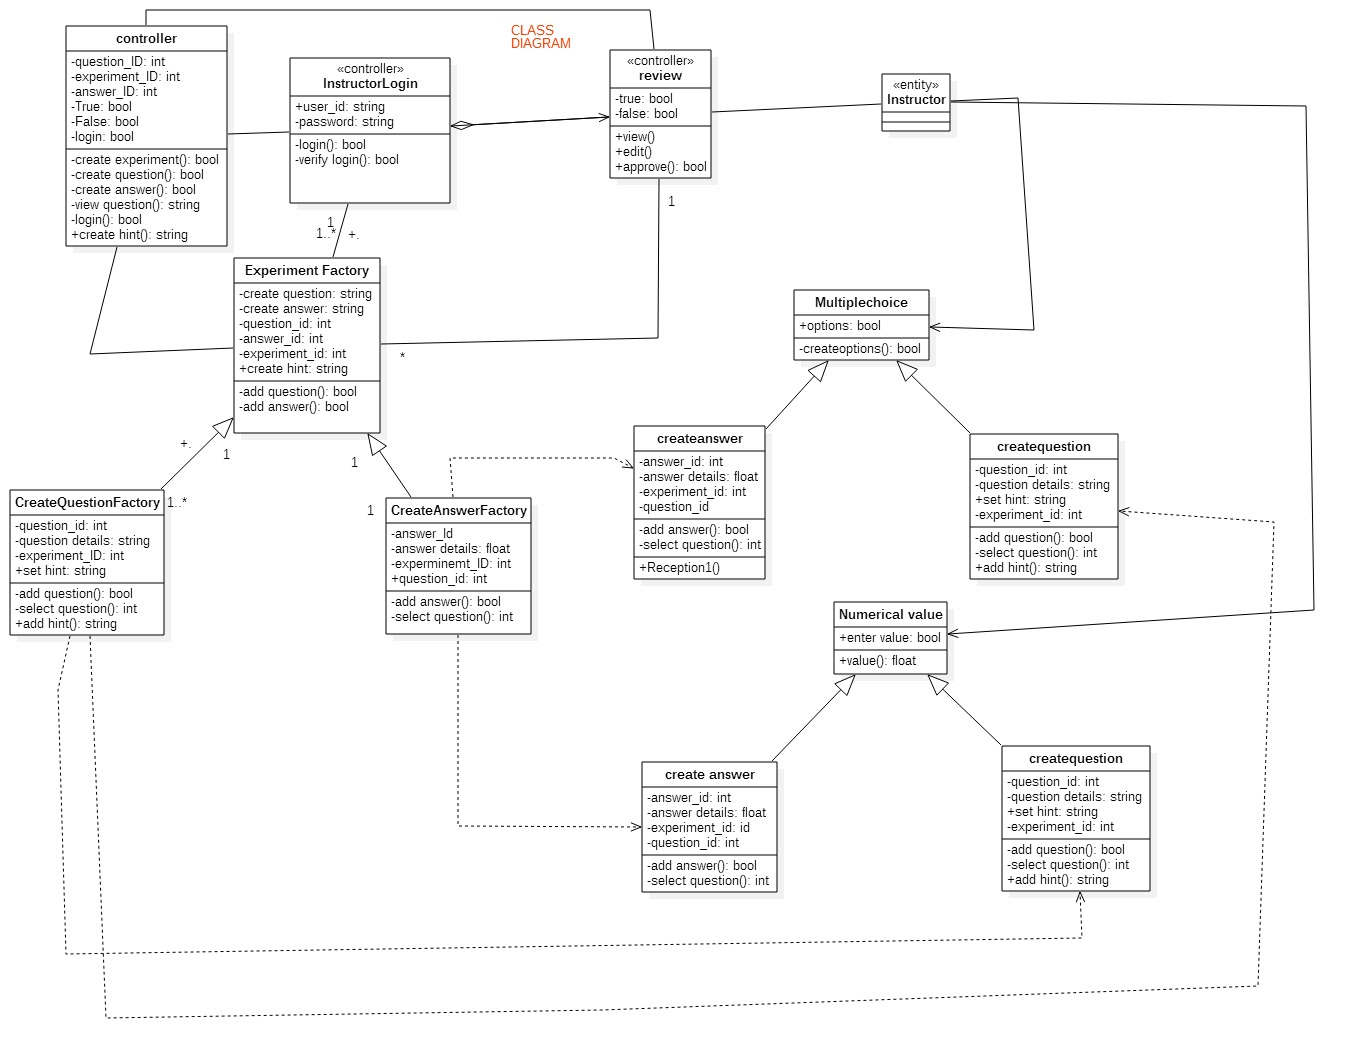 CLASS
DIAGRAM
controller
-question_ID: int
-experiment_ID: int
-answer_ID: int
-True: bool
-False: bool
-login: bool
-create experiment(): bool
-create question(): bool
-create answer(): bool
-view question(): string
-login(): bool
+create hint(): string
«controller»
InstructorLogin
+user_id: string
-password: string
-login(): bool
-verify login(): bool
«controller»
review
-true: bool
-false: bool
+view()
+edit()
+approve(): bool
«entity»
Instructor
1
1..*
+.
1
*
Experiment Factory
-create question: string
-create answer: string
-question_id: int
-answer_id: int
-experiment_id: int
+create hint: string
-add question(): bool
-add answer(): bool
+.
1
1..*
1
1
CreateQuestionFactory
-question_id: int
-question details: string
-experiment_ID: int
+set hint: string
-add question(): bool
-select question(): int
+add hint(): string
CreateAnswerFactory
-answer_Id
-answer details: float
-experminemt_ID: int
+question_id: int
-add answer(): bool
-select question(): int
Multiplechoice
+options: bool
-createoptions(): bool
createanswer
-answer_id: int
-answer details: float
-experiment_id: int
-question_id
-add answer(): bool
-select question(): int
+Reception1()
createquestion
-question_id: int
-question details: string
+set hint: string
-experiment_id: int
-add question(): bool
-select question(): int
+add hint(): string
Numerical value
+enter value: bool
+value(): float
create answer
-answer_id: int
-answer details: float
-experiment_id: id
-question_id: int
-add answer(): bool
-select question(): int
createquestion
-question_id: int
-question details: string
+set hint: string
-experiment_id: int
-add question(): bool
-select question(): int
+add hint(): string